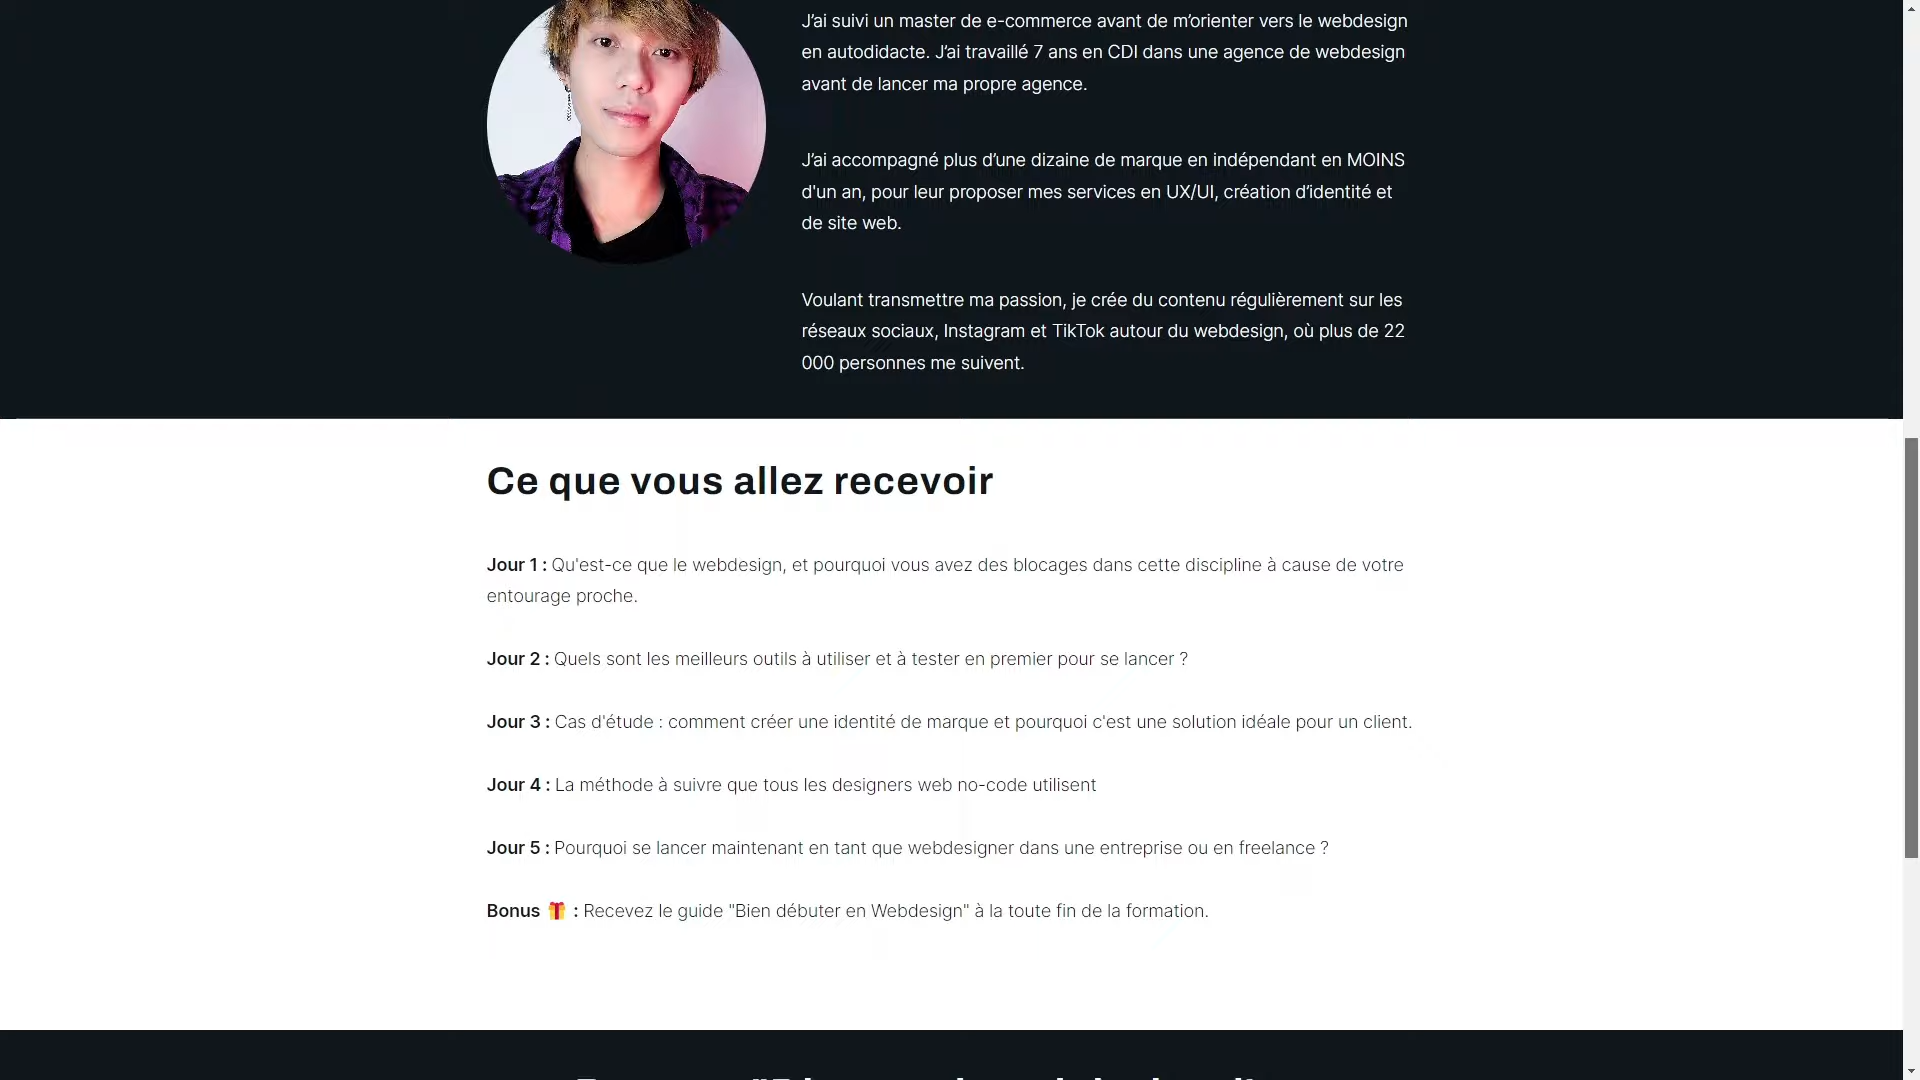 J’ai suivi un master de e-commerce avant de m’orienter vers le webdesign
en autodidacte. J’ai travaillé 7 ans en CDI dans une agence de webdesign
avant de lancer ma propre agence.
J’ai accompagné plus d’une dizaine de marque en indépendant en MOINS
d'un an, pour leur proposer mes services en UX/UI, création d’identité et
de site web.
Voulant transmettre ma passion, je crée du contenu régulièrement sur les
réseaux sociaux, Instagram et TikTok autour du webdesign, où plus de 22
000 personnes me suivent.
Ce que vous allez recevoir
Jour 1 : Qu'est-ce que le webdesign, et pourquoi vous avez des blocages dans cette discipline à cause de votre
entourage proche.
Jour 2 : Quels sont les meilleurs outils à utiliser et à tester en premier pour se lancer ?
Jour 3 : Cas d'étude : comment créer une identité de marque et pourquoi c'est une solution idéale pour un client.
Jour 4 : La méthode à suivre que tous les designers web no-code utilisent
Jour 5 : Pourquoi se lancer maintenant en tant que webdesigner dans une entreprise ou en freelance ?
Bonus 🎁 : Recevez le guide "Bien débuter en Webdesign" à la toute fin de la formation.